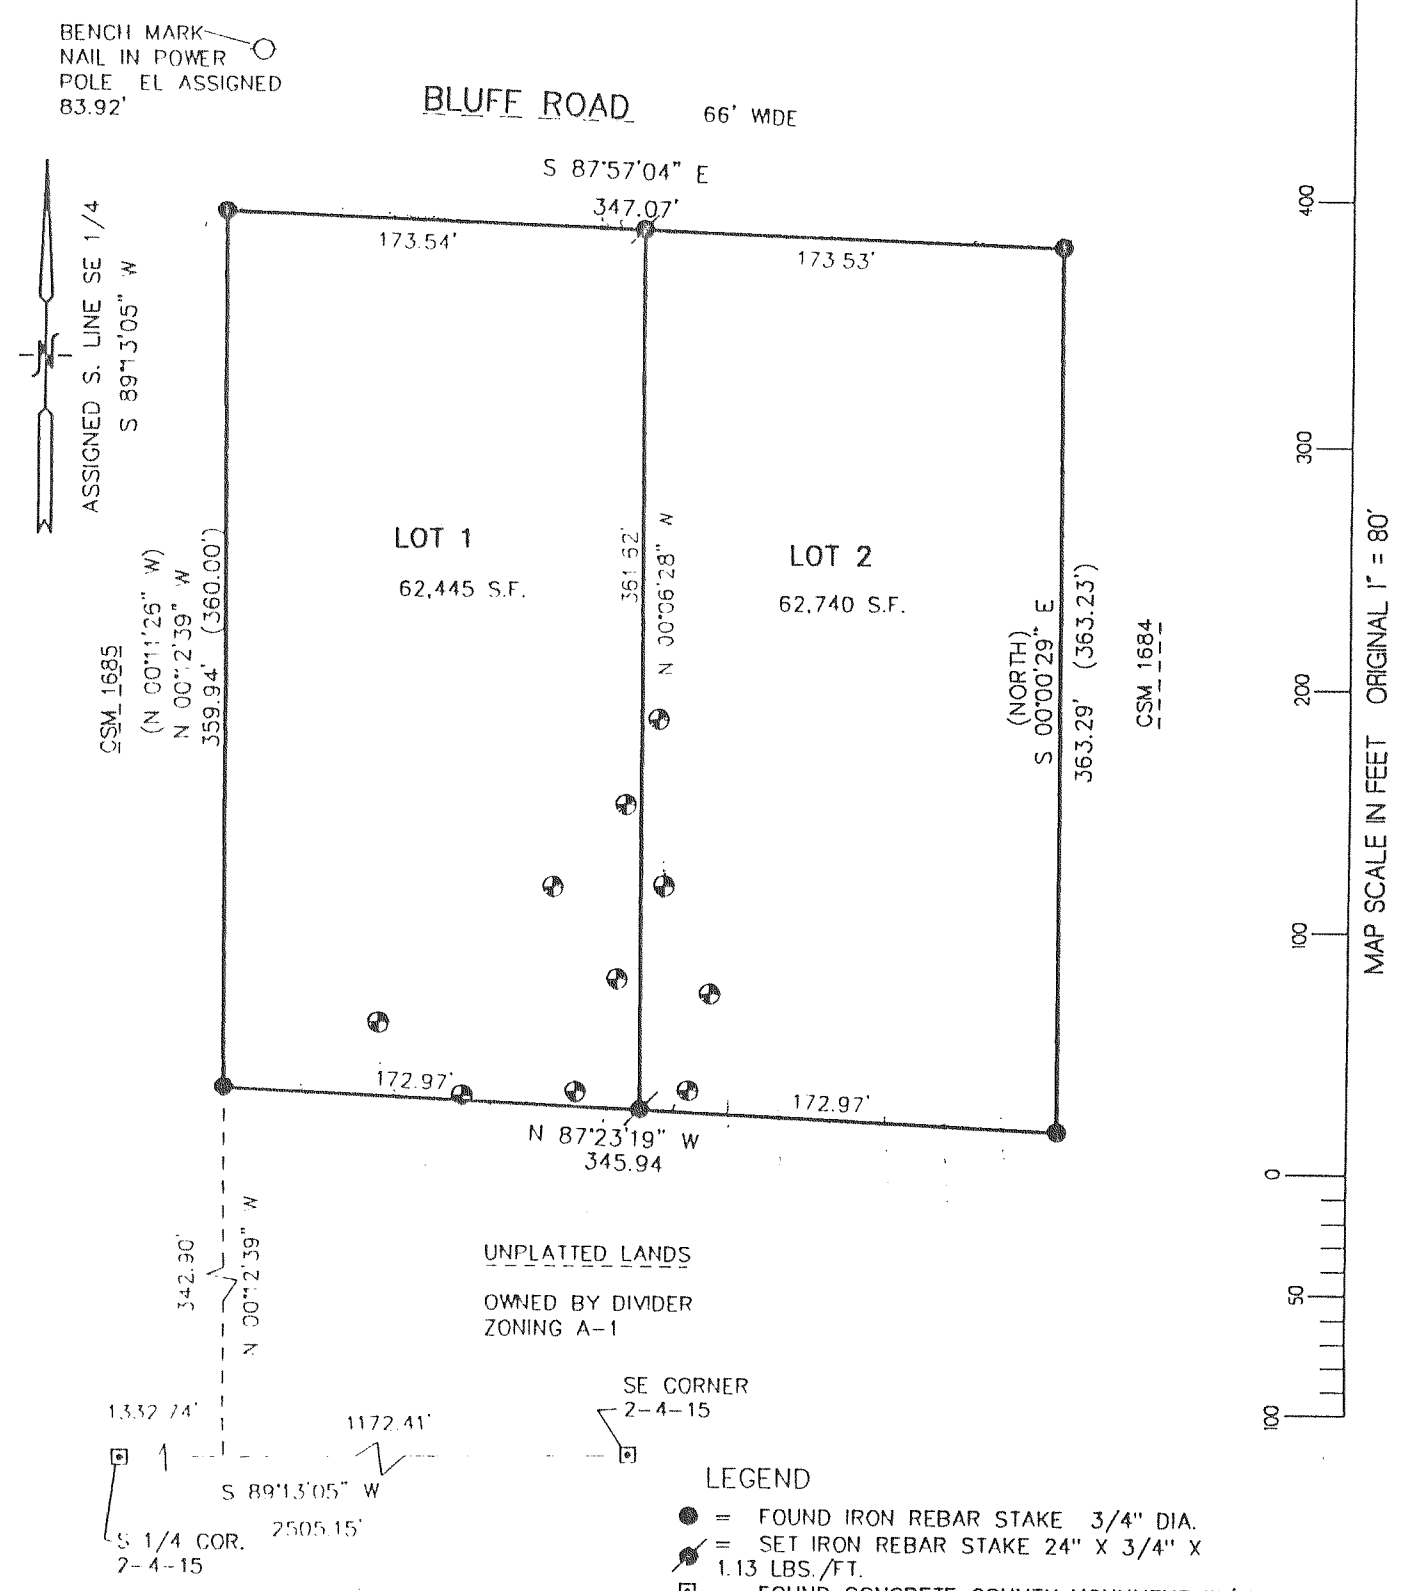 BENCH MARK
NAIL IN POWER
POLE EL ASSIGNED
83.92'
BLUFF ROAD 66' WIDE
S 87°57'04" E
347.07'
173.54'
173.53'
ASSIGNED S. LINE SE 1/4
S 89°13'05" W
N
400
300
200
100
0
50
100
MAP SCALE IN FEET ORIGINAL 1" = 80'
LOT 1
62,445 S.F.
361.62'
N 00°06'28" W
LOT 2
62,740 S.F.
CSM 1685
(N 00°11'26" W)
N 00°12'39" W
359.94' (360.00')
(NORTH)
S 00°00'29" E
363.29' (363.23')
CSM 1684
172.97'
172.97'
N 87°23'19" W
345.94
342.90'
N 00°12'39" W
UNPLATTED LANDS
OWNED BY DIVIDER
ZONING A-1
SE CORNER
2-4-15
1332.74'
1172.41'
S 89°13'05" W
2505.15'
S 1/4 COR.
2-4-15
LEGEND
= FOUND IRON REBAR STAKE 3/4" DIA.
= SET IRON REBAR STAKE 24" X 3/4" X
1.13 LBS./FT.
FOUND CONCRETE COUNTY MONUMENT